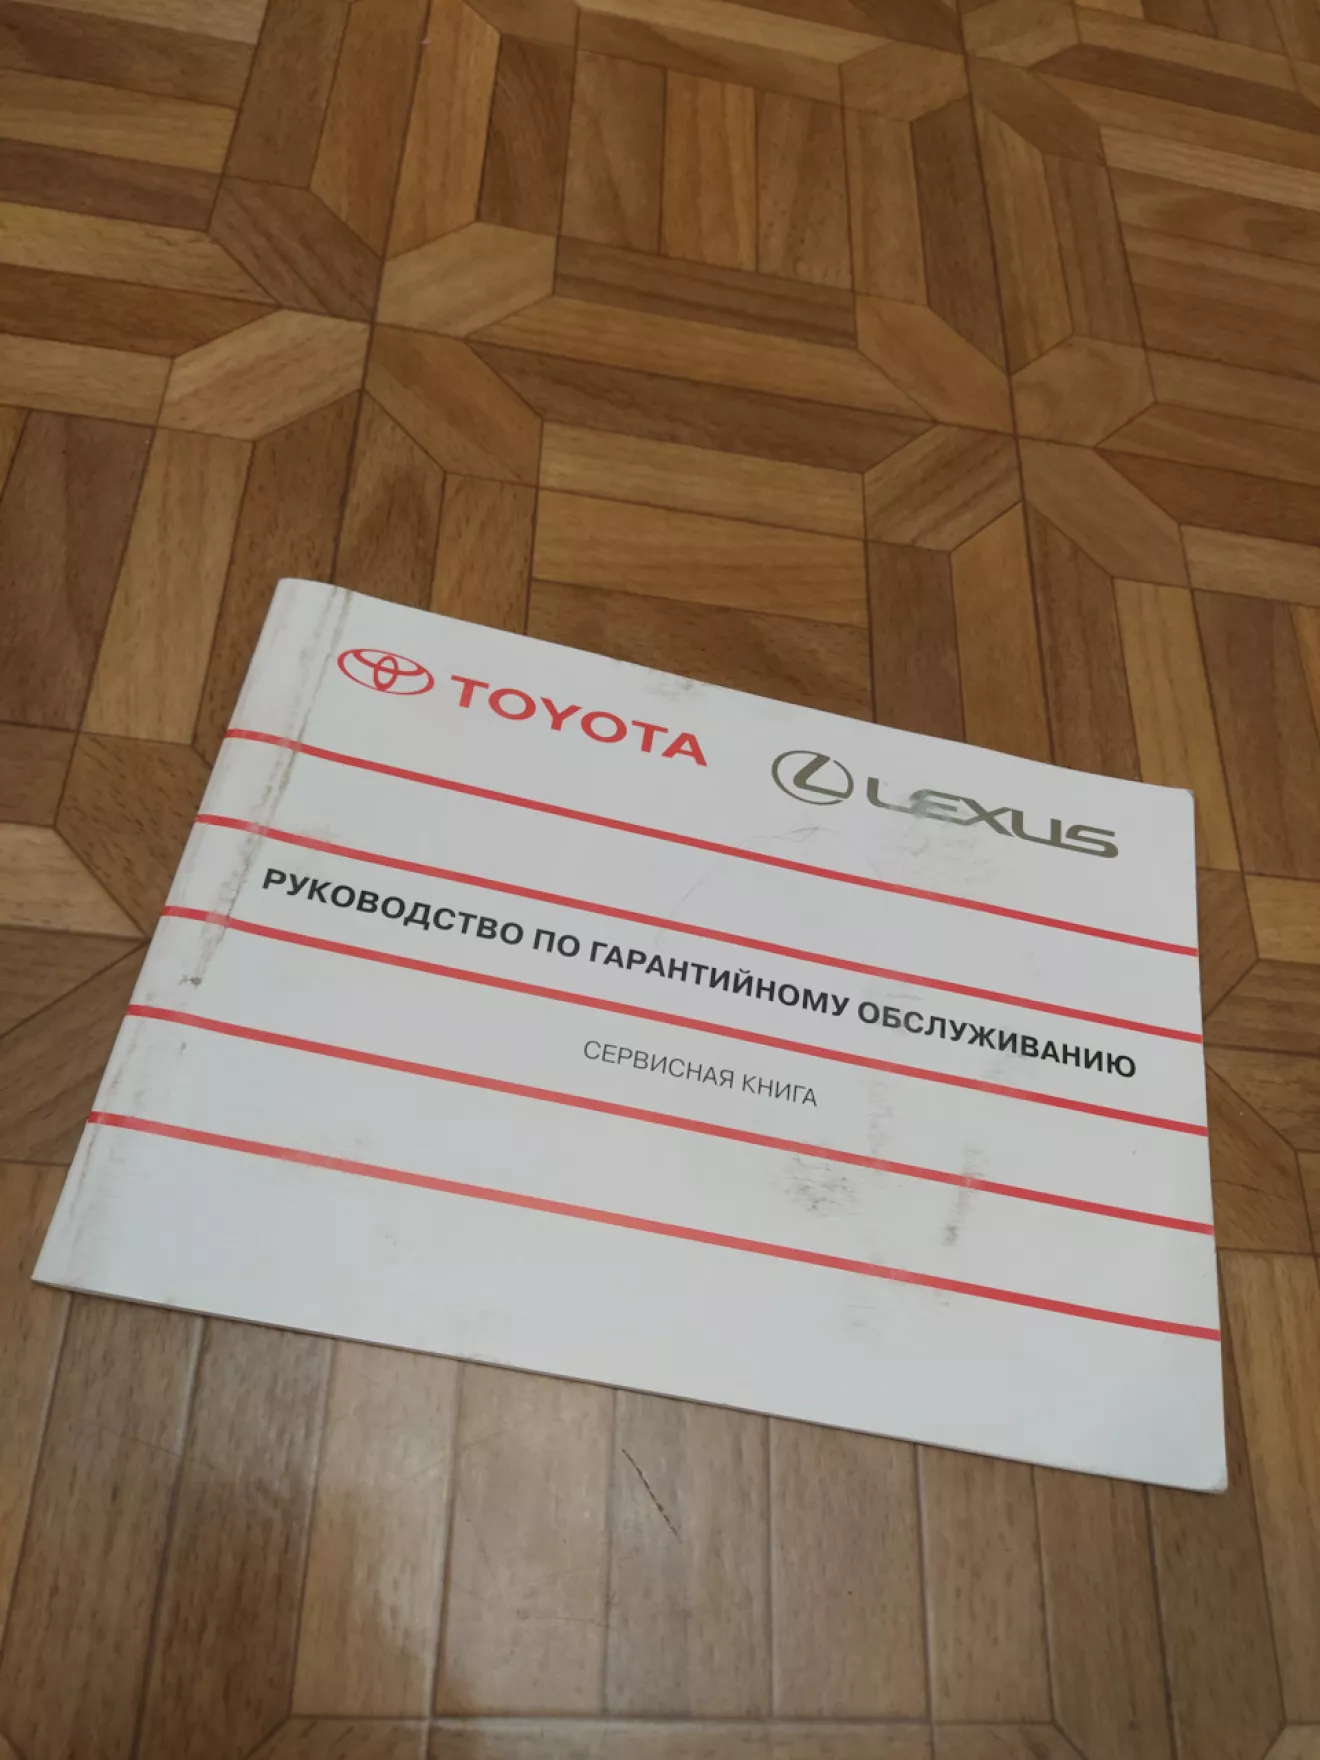 TOYOTA LEXUS
РУКОВОДСТВО ПО ГАРАНТИЙНОМУ ОБСЛУЖИВАНИЮ
СЕРВИСНАЯ КНИГА